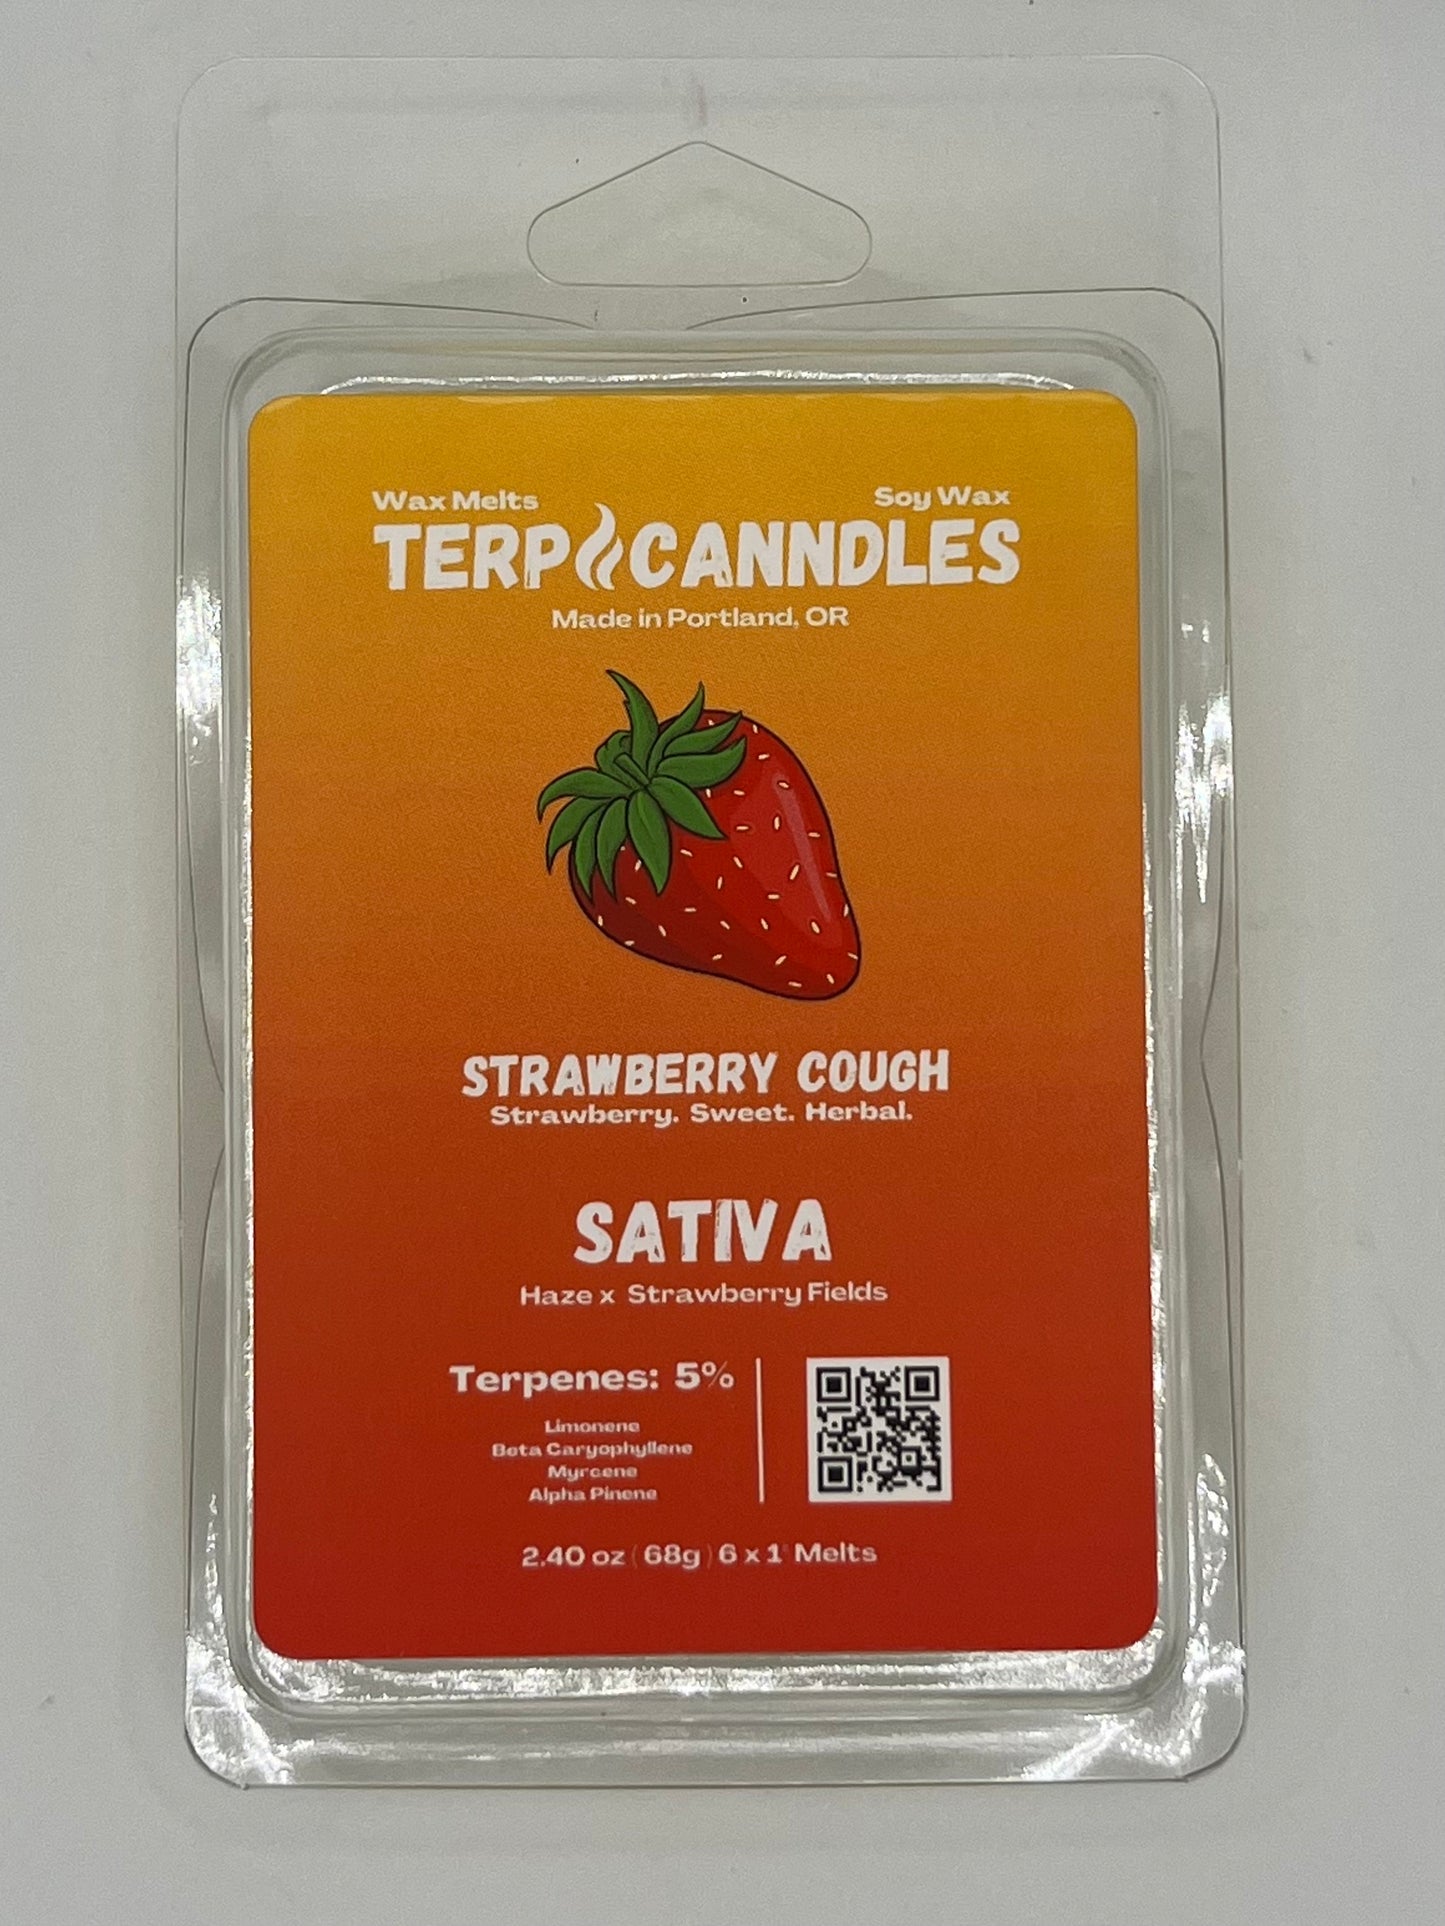 Wax Melts Soy Wax
TERP CANNDLES
Made in Portland, OR
STRAWBERRY COUGH
Strawberry. Sweet. Herbal.
SATIVA
Haze x Strawberry Fields
Terpenes: 5%
Limonene
Beta Caryophyllene
Myrcene
Alpha Pinene
2.40 oz (68g) 6 x 1" Melts